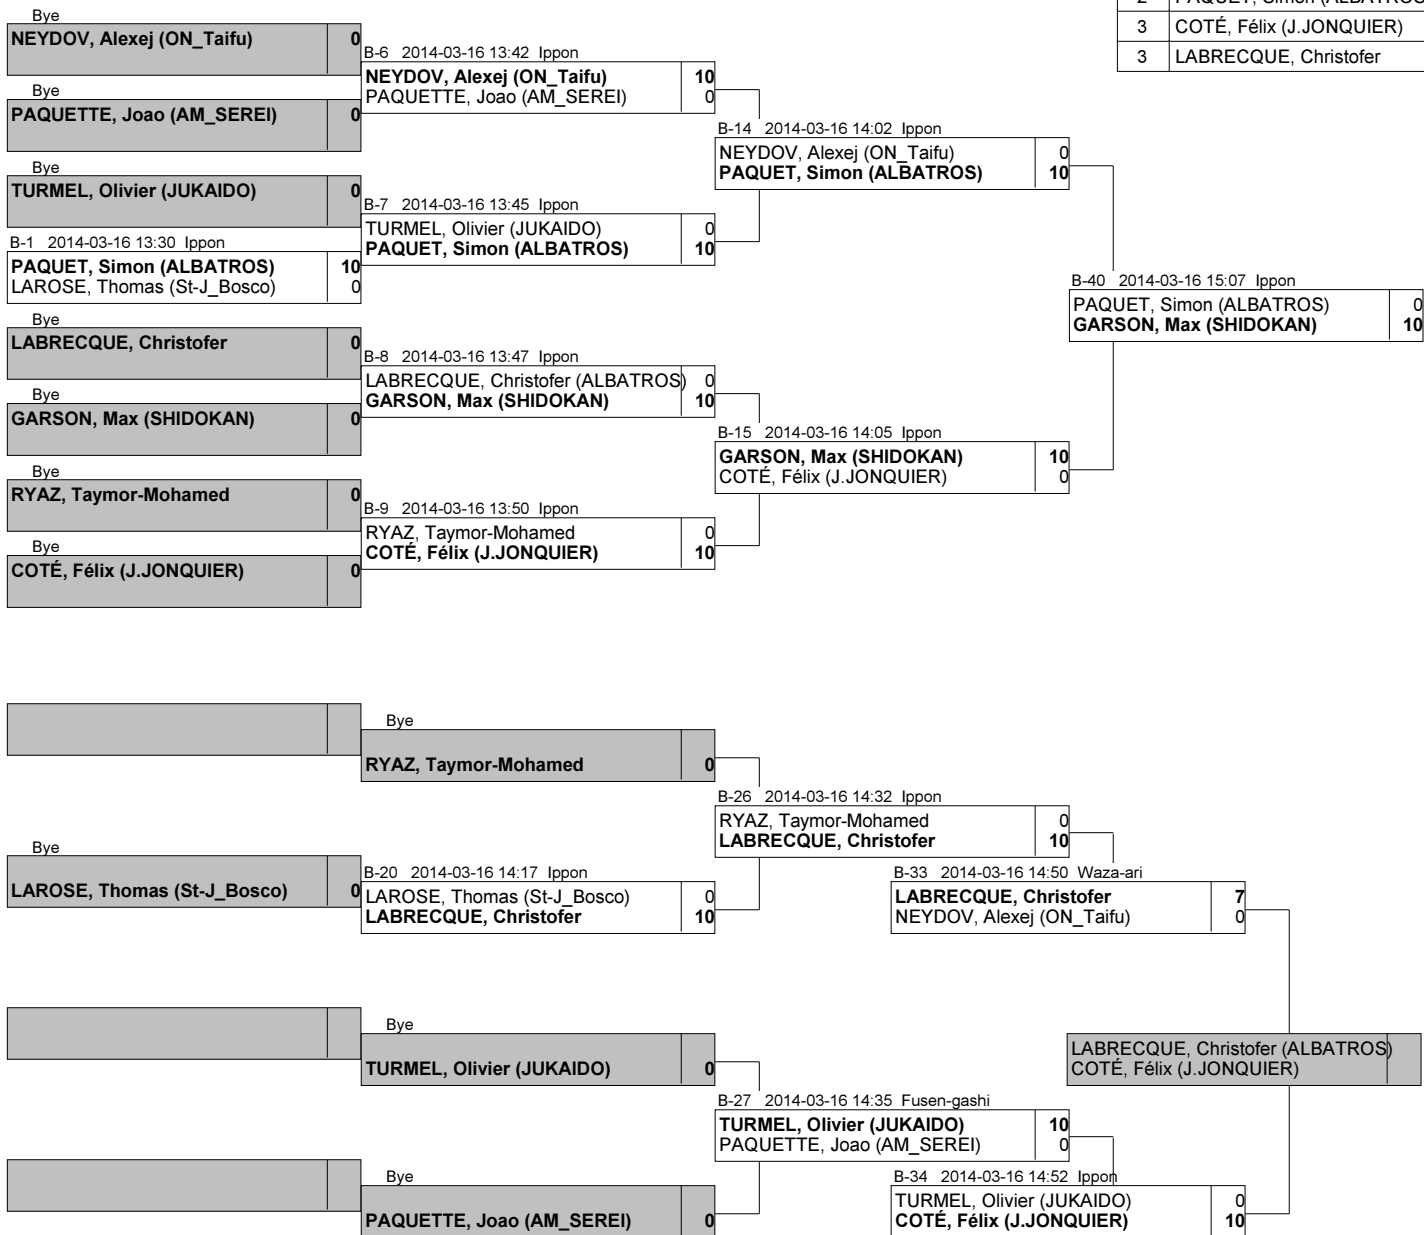 2 PAQUET, Simon (ALBATROS
3 COTÉ, Félix (J.JONQUIER)
3 LABRECQUE, Christofer
Bye
NEYDOV, Alexej (ON_Taifu) 0
B-6 2014-03-16 13:42 Ippon
NEYDOV, Alexej (ON_Taifu) 10
PAQUETTE, Joao (AM_SEREI) 0
Bye
PAQUETTE, Joao (AM_SEREI) 0
B-14 2014-03-16 14:02 Ippon
NEYDOV, Alexej (ON_Taifu) 0
PAQUET, Simon (ALBATROS) 10
Bye
TURMEL, Olivier (JUKAIDO) 0
B-7 2014-03-16 13:45 Ippon
TURMEL, Olivier (JUKAIDO) 0
PAQUET, Simon (ALBATROS) 10
B-1 2014-03-16 13:30 Ippon
PAQUET, Simon (ALBATROS) 10
LAROSE, Thomas (St-J_Bosco) 0
B-40 2014-03-16 15:07 Ippon
PAQUET, Simon (ALBATROS) 0
GARSON, Max (SHIDOKAN) 10
Bye
LABRECQUE, Christofer 0
B-8 2014-03-16 13:47 Ippon
LABRECQUE, Christofer (ALBATROS) 0
GARSON, Max (SHIDOKAN) 10
Bye
GARSON, Max (SHIDOKAN) 0
B-15 2014-03-16 14:05 Ippon
GARSON, Max (SHIDOKAN) 10
COTÉ, Félix (J.JONQUIER) 0
Bye
RYAZ, Taymor-Mohamed 0
B-9 2014-03-16 13:50 Ippon
RYAZ, Taymor-Mohamed 0
COTÉ, Félix (J.JONQUIER) 10
Bye
COTÉ, Félix (J.JONQUIER) 0
Bye
RYAZ, Taymor-Mohamed 0
B-26 2014-03-16 14:32 Ippon
RYAZ, Taymor-Mohamed 0
LABRECQUE, Christofer 10
Bye
LAROSE, Thomas (St-J_Bosco) 0
B-20 2014-03-16 14:17 Ippon
LAROSE, Thomas (St-J_Bosco) 0
LABRECQUE, Christofer 10
B-33 2014-03-16 14:50 Waza-ari
LABRECQUE, Christofer 7
NEYDOV, Alexej (ON_Taifu) 0
Bye
TURMEL, Olivier (JUKAIDO) 0
LABRECQUE, Christofer (ALBATROS)
COTÉ, Félix (J.JONQUIER)
B-27 2014-03-16 14:35 Fusen-gashi
TURMEL, Olivier (JUKAIDO) 10
PAQUETTE, Joao (AM_SEREI) 0
Bye
PAQUETTE, Joao (AM_SEREI) 0
B-34 2014-03-16 14:52 Ippon
TURMEL, Olivier (JUKAIDO) 0
COTÉ, Félix (J.JONQUIER) 10